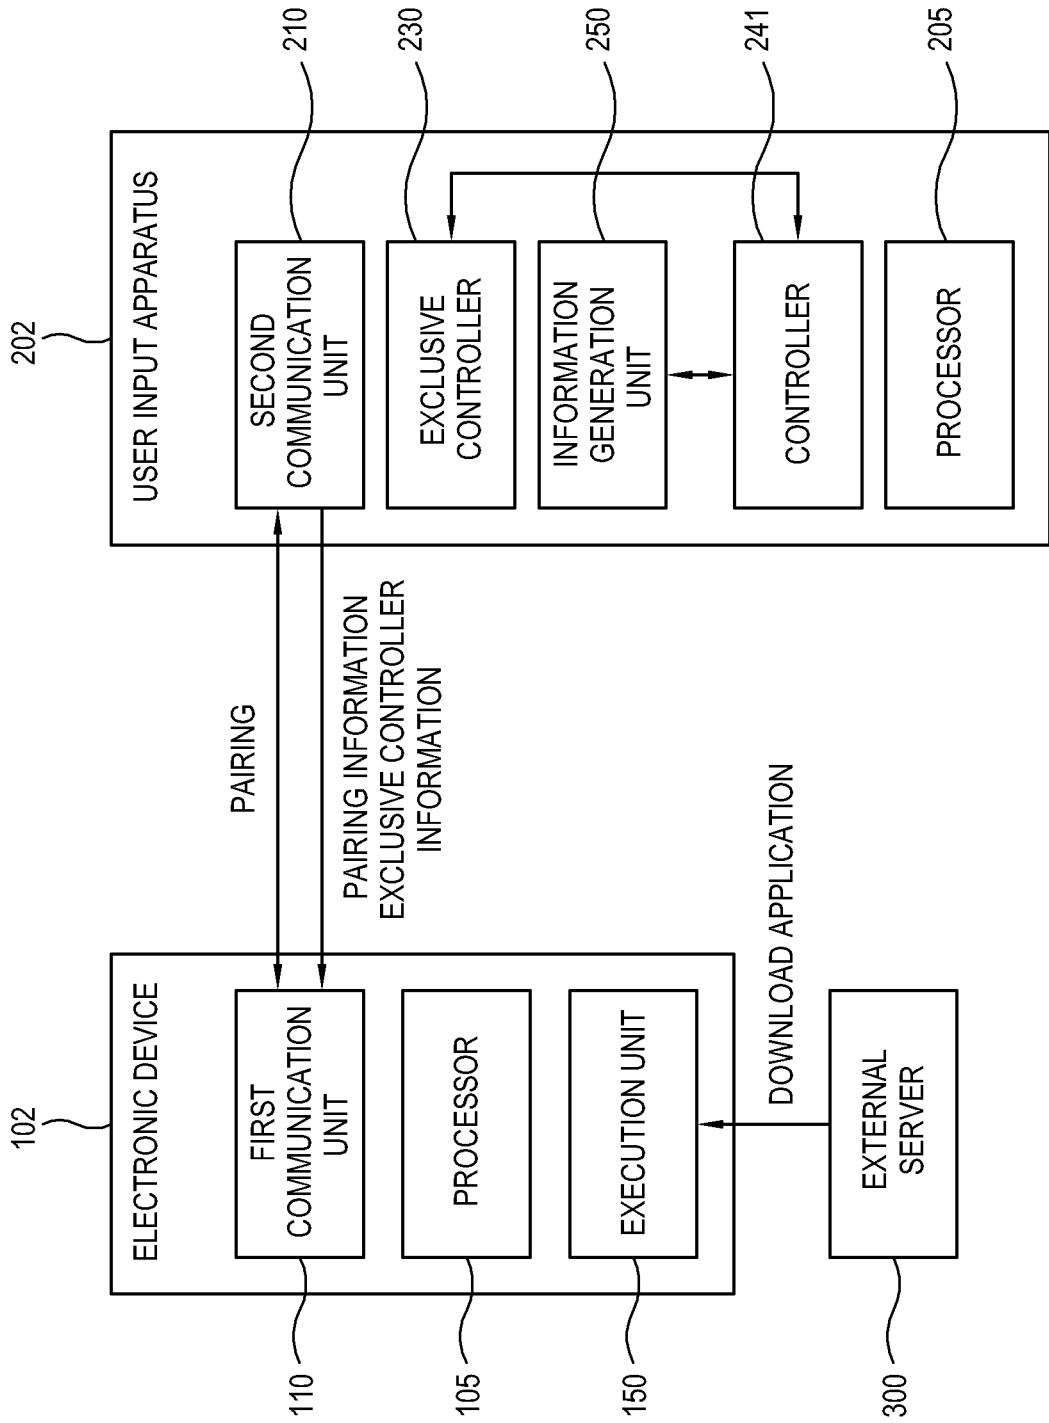 102
ELECTRONIC DEVICE
110
FIRST
COMMUNICATION
UNIT
105
PROCESSOR
150
EXECUTION UNIT
DOWNLOAD APPLICATION
300
EXTERNAL
SERVER
PAIRING
PAIRING INFORMATION
EXCLUSIVE CONTROLLER
INFORMATION
202
USER INPUT APPARATUS
SECOND
COMMUNICATION
UNIT
210
EXCLUSIVE
CONTROLLER
230
INFORMATION
GENERATION
UNIT
250
CONTROLLER
241
PROCESSOR
205